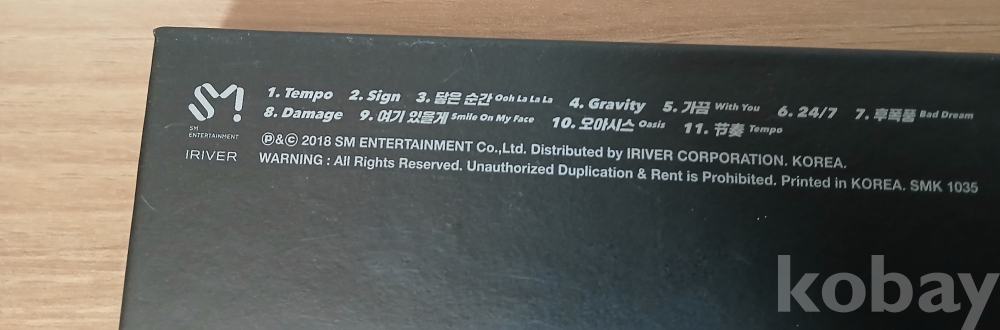 SM
SM
ENTERTAINMENT
IRIVER
1. Tempo 2. Sign 3. 닿은 순간 Ooh La La La 4. Gravity 5. 가끔 With You 6. 24/7 7. 후폭풍 Bad Dream
8. Damage 9. 여기 있을게 Smile On My Face 10. 오아시스 Oasis 11. 节奏 Tempo
Ⓟ&Ⓒ 2018 SM ENTERTAINMENT Co.,Ltd. Distributed by IRIVER CORPORATION. KOREA.
WARNING : All Rights Reserved. Unauthorized Duplication & Rent is Prohibited. Printed in KOREA. SMK 1035
kobay